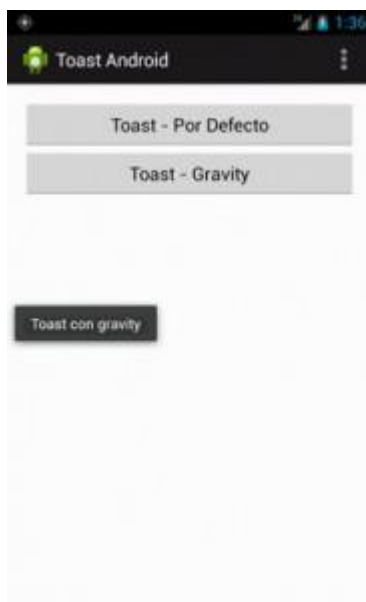 1:36
Toast Android
Toast - Por Defecto
Toast - Gravity
Toast con gravity